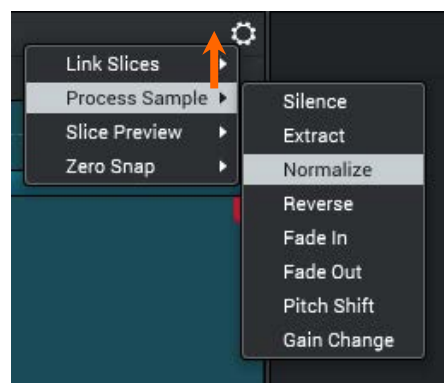 Link Slices
Process Sample
Slice Preview
Zero Snap
Silence
Extract
Normalize
Reverse
Fade In
Fade Out
Pitch Shift
Gain Change